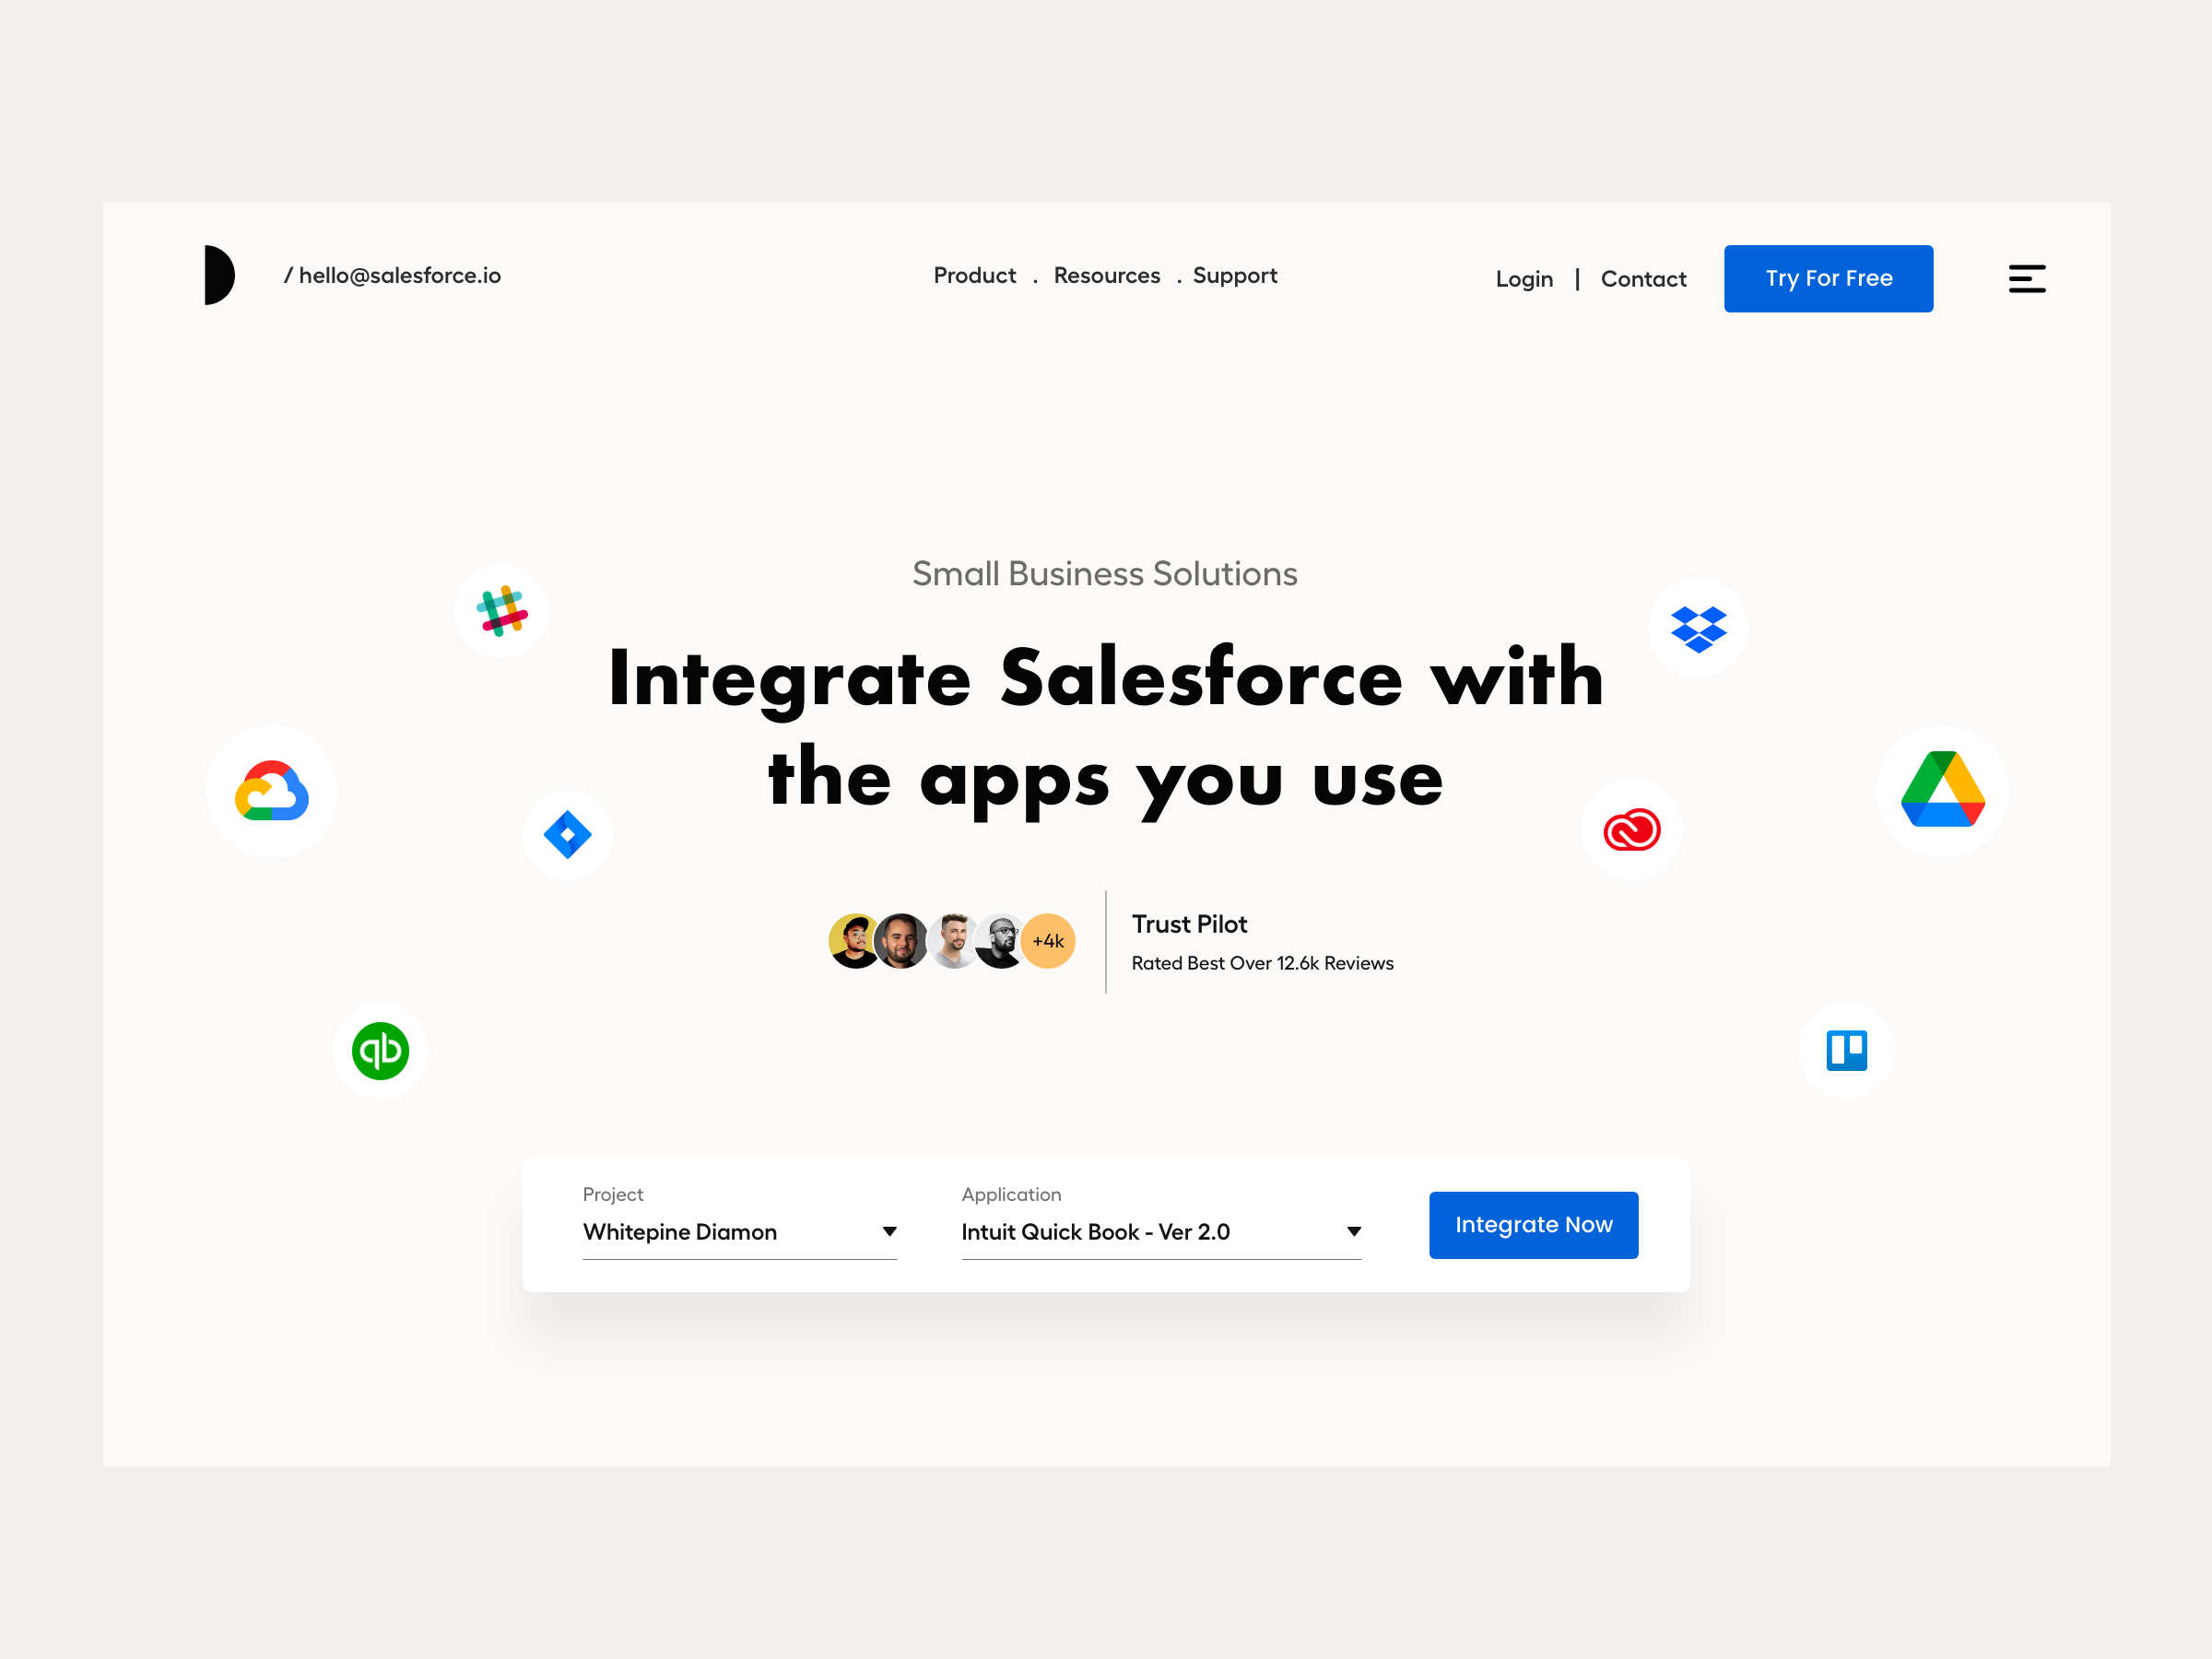 / hello@salesforce.io
Product . Resources . Support
Login | Contact
Try For Free
Small Business Solutions
Integrate Salesforce with
the apps you use
+4k
Trust Pilot
Rated Best Over 12.6k Reviews
qb
Project
Whitepine Diamon
Application
Intuit Quick Book - Ver 2.0
Integrate Now